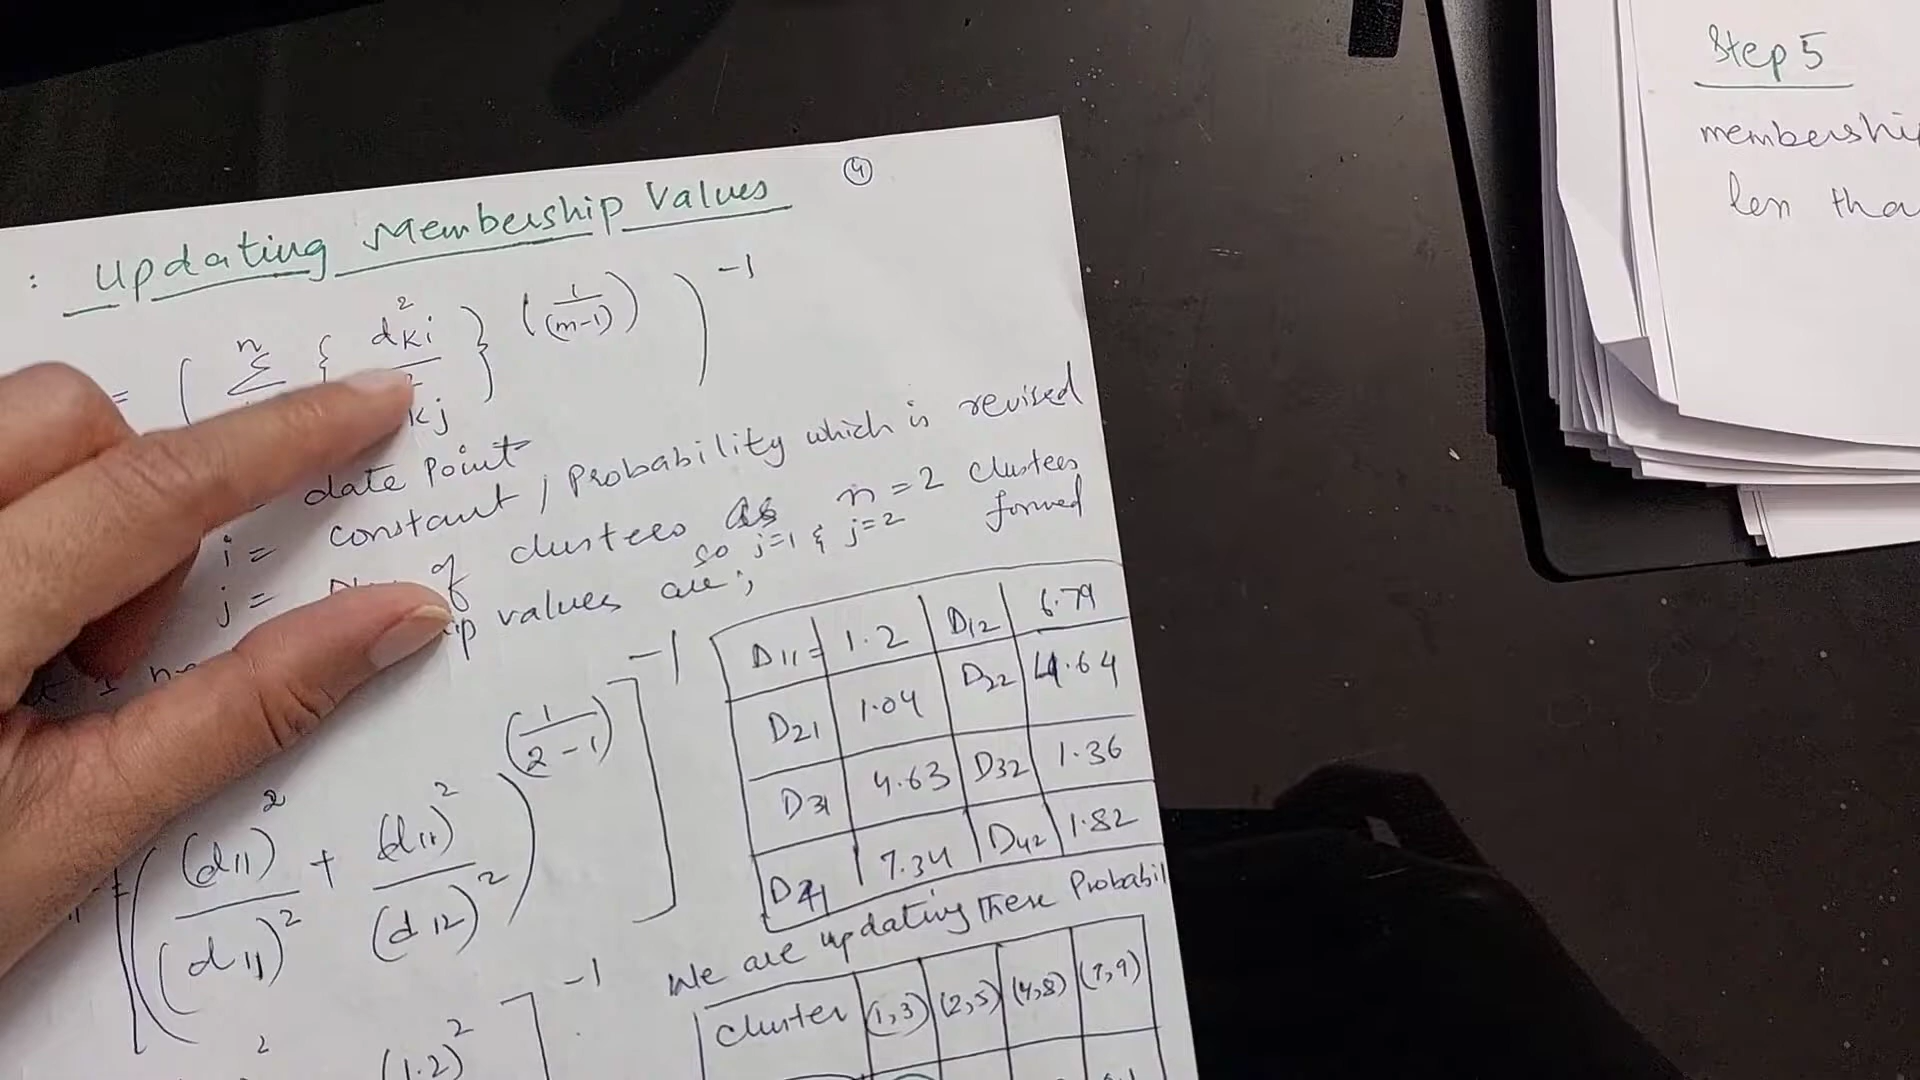 ④
: Updating Membership Values
= ( n Σ { d²ki / kj } (1/(m-1)) )⁻¹
date point
i = constant, Probability which is revised
j = of clustees as n = 2 clustees
so j=1 & j=2 formed
ip values are ;
= [ ( (d11)² / (d11)² + (d11)² / (d12)² ) (1/(2-1)) ]⁻¹
D11= 1.2 D12 6.79
D21 1.04 D22 4.64
D31 4.63 D32 1.36
D41 7.34 D42 1.82
We are updating these Probabil
cluster (1,3) (2,5) (4,8) (7,9)
2 (1.2)² ]⁻¹
Step 5
membershi
len tha